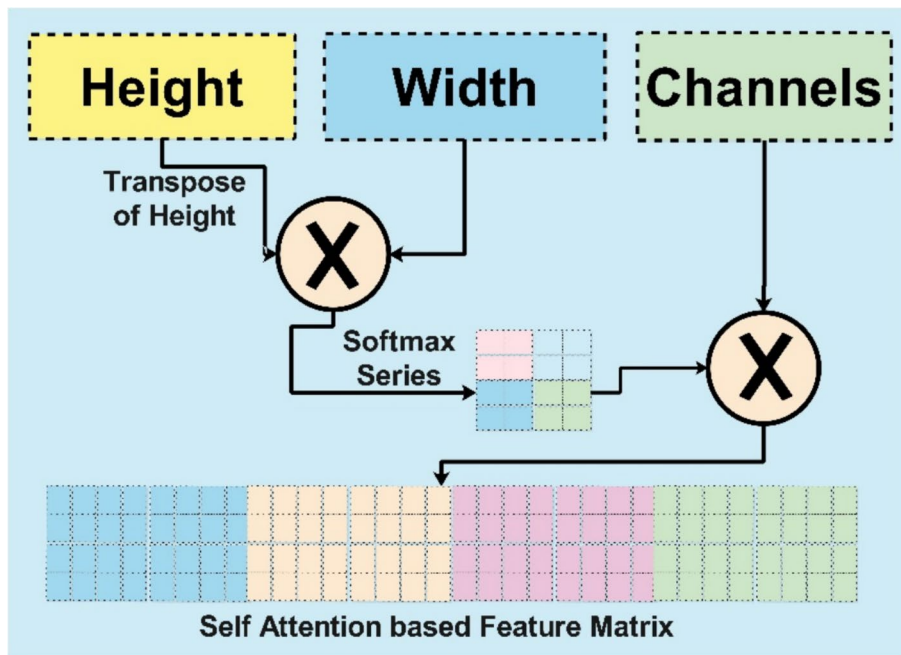 Height
Width
Channels
Transpose
of Height
X
Softmax
Series
X
Self Attention based Feature Matrix